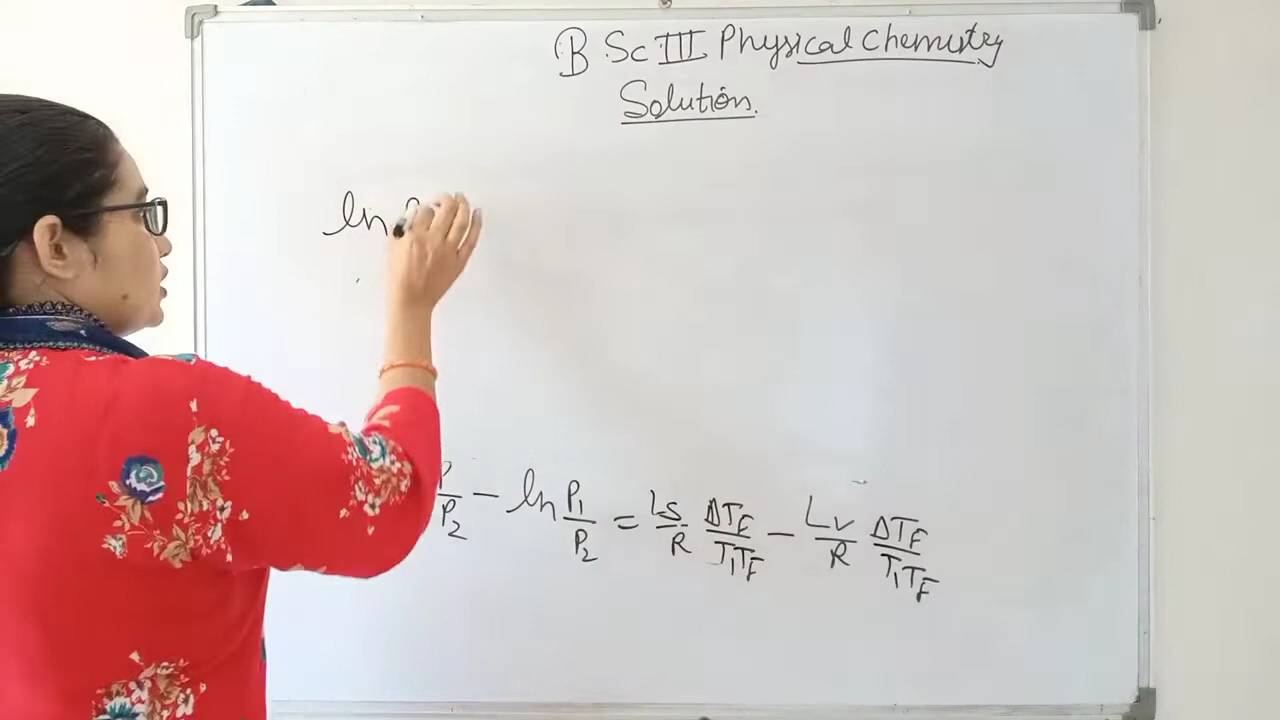 B Sc III Physical Chemistry
Solution.
ln
P/P₂ − ln P₁/P₂ = Ls/R ΔTF/T₁TF − Lv/R ΔTF/T₁TF